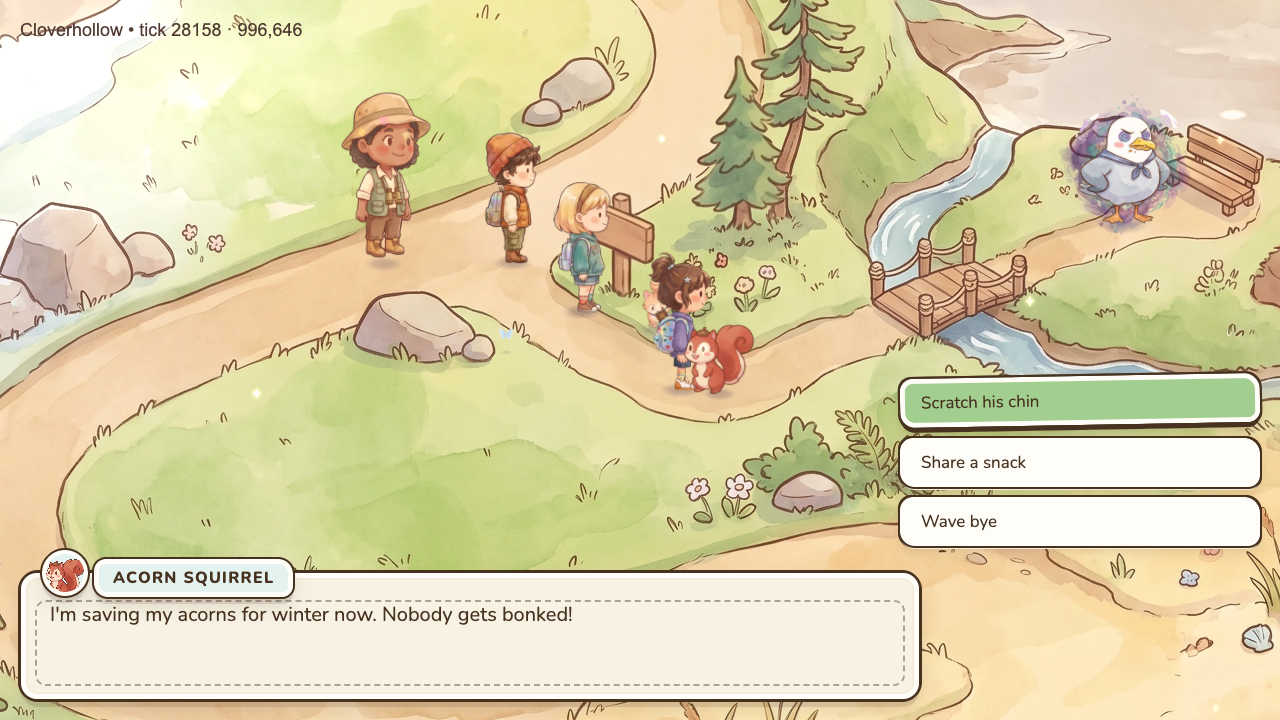 Cloverhollow • tick 28158 · 996,646
Scratch his chin
Share a snack
Wave bye
ACORN SQUIRREL
I'm saving my acorns for winter now. Nobody gets bonked!